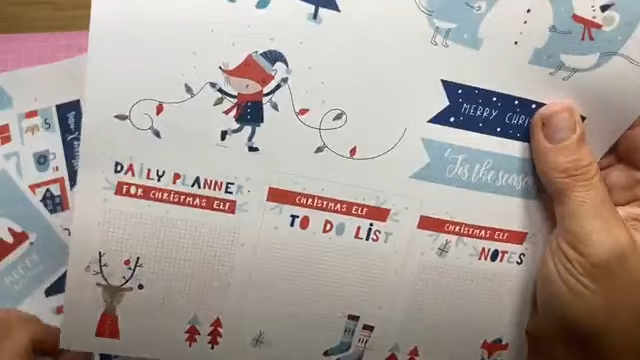 MERRY CHRI
'Tis the season
DAILY PLANNER
FOR CHRISTMAS ELF
CHRISTMAS ELF
TO DO LIST
CHRISTMAS ELF
NOTES